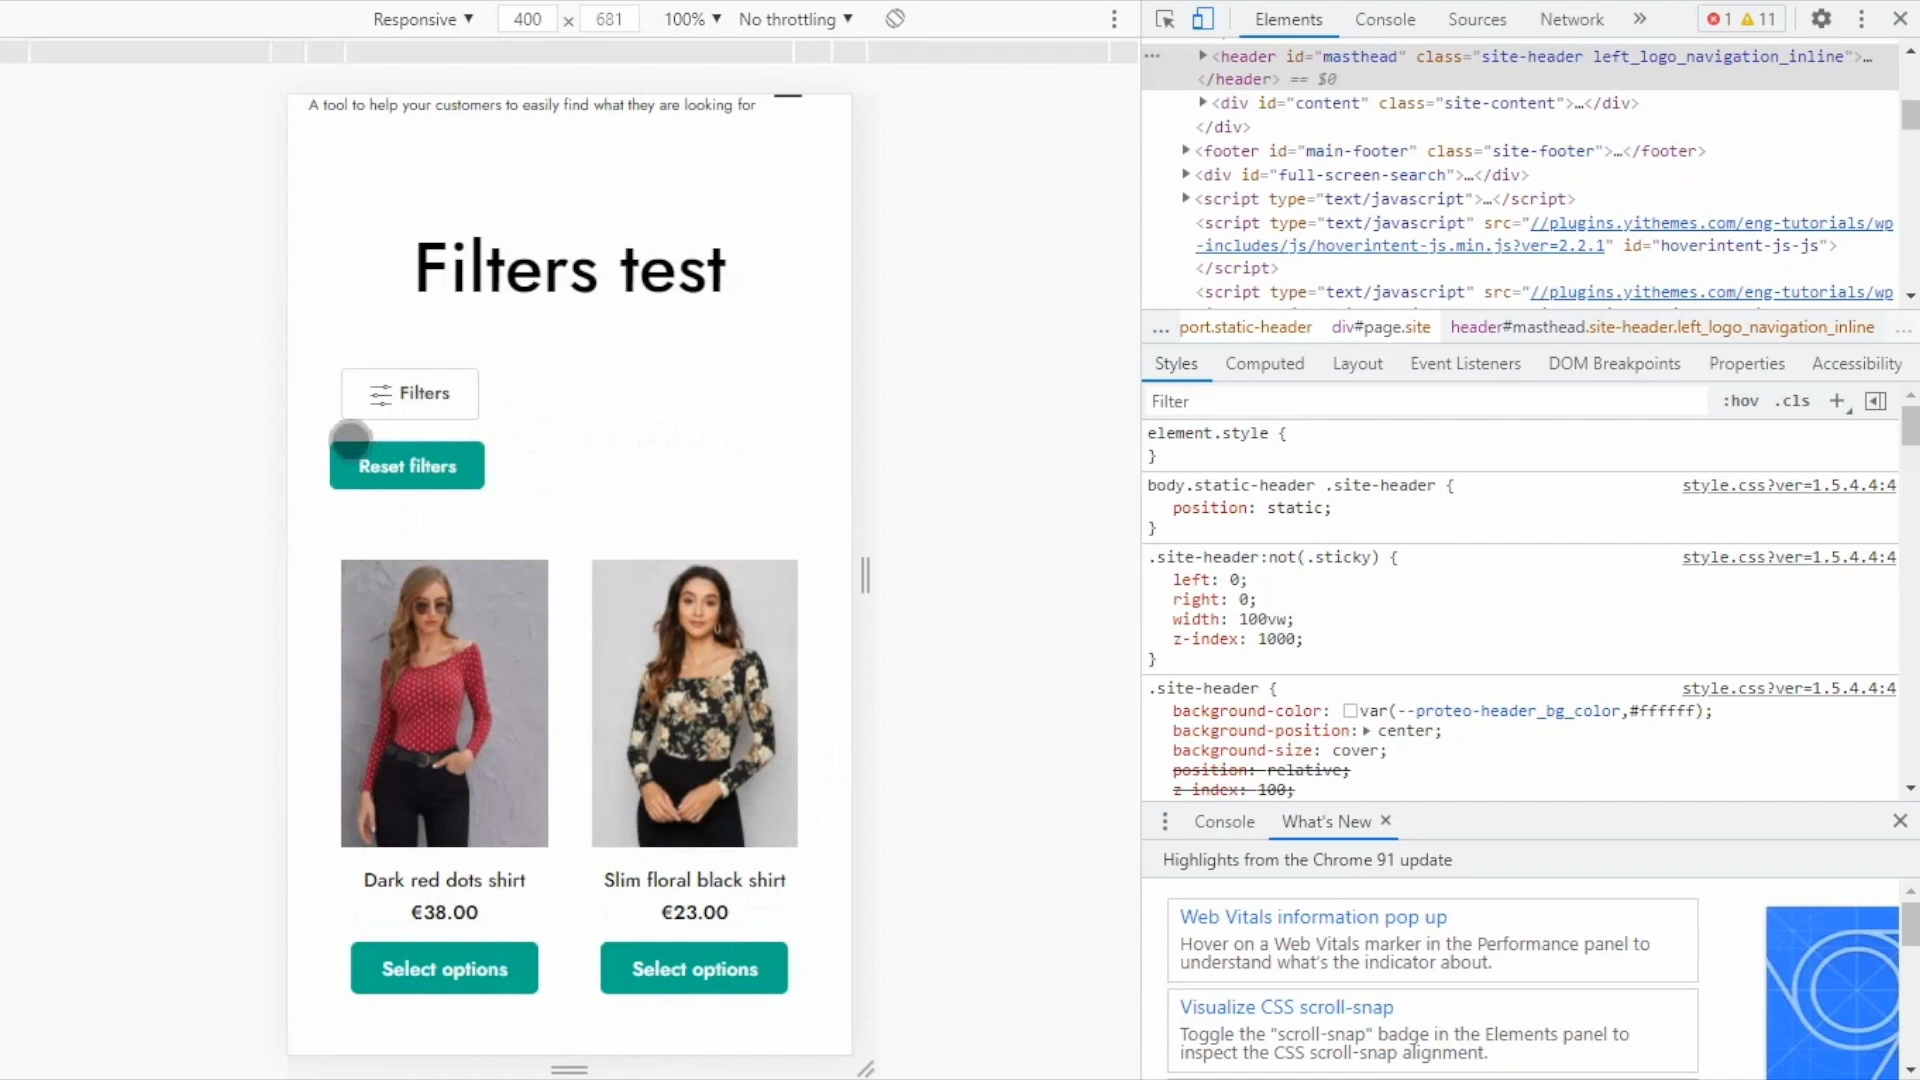 Responsive ▼ 400 × 681 100% ▼ No throttling ▼
A tool to help your customers to easily find what they are looking for
Filters test
Filters
Reset filters
Dark red dots shirt
€38.00
Select options
Slim floral black shirt
€23.00
Select options
Elements Console Sources Network » 1 11
<header id="masthead" class="site-header left_logo_navigation_inline">…
</header> == $0
<div id="content" class="site-content">…</div>
</div>
<footer id="main-footer" class="site-footer">…</footer>
<div id="full-screen-search">…</div>
<script type="text/javascript">…</script>
<script type="text/javascript" src="//plugins.yithemes.com/eng-tutorials/wp
-includes/js/hoverintent-js.min.js?ver=2.2.1" id="hoverintent-js-js">
</script>
<script type="text/javascript" src="//plugins.yithemes.com/eng-tutorials/wp
... port.static-header div#page.site header#masthead.site-header.left_logo_navigation_inline ...
Styles Computed Layout Event Listeners DOM Breakpoints Properties Accessibility
Filter :hov .cls +
element.style {
}
body.static-header .site-header { style.css?ver=1.5.4.4:4
position: static;
}
.site-header:not(.sticky) { style.css?ver=1.5.4.4:4
left: 0;
right: 0;
width: 100vw;
z-index: 1000;
}
.site-header { style.css?ver=1.5.4.4:4
background-color: var(--proteo-header_bg_color,#ffffff);
background-position: center;
background-size: cover;
position: relative;
z-index: 100;
Console What's New ×
Highlights from the Chrome 91 update
Web Vitals information pop up
Hover on a Web Vitals marker in the Performance panel to
understand what's the indicator about.
Visualize CSS scroll-snap
Toggle the "scroll-snap" badge in the Elements panel to
inspect the CSS scroll-snap alignment.